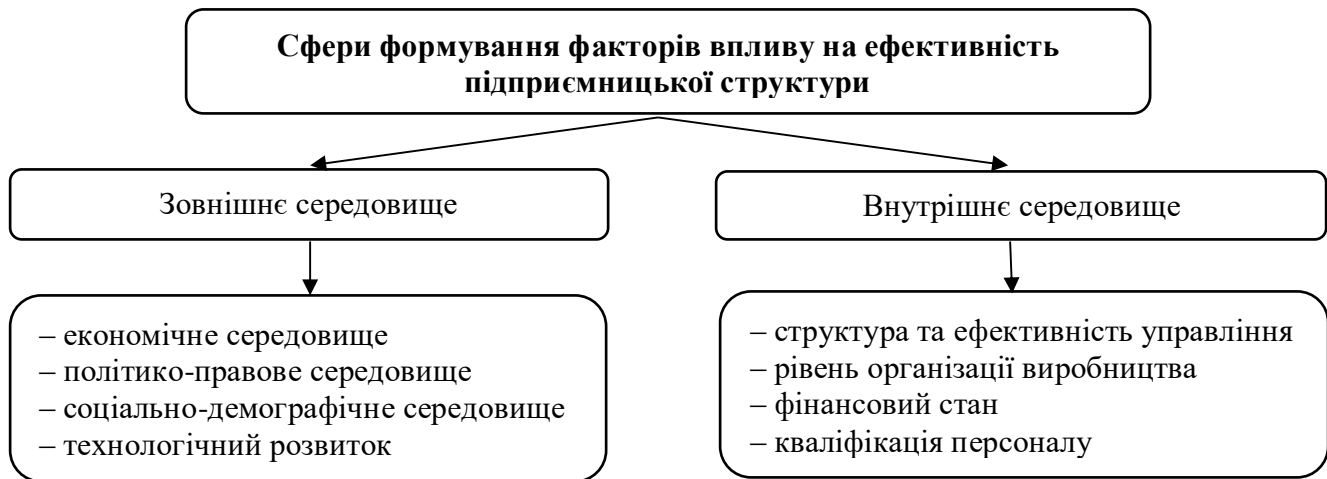 Сфери формування факторів впливу на ефективність
підприємницької структури
Зовнішнє середовище
Внутрішнє середовище
– економічне середовище
– політико-правове середовище
– соціально-демографічне середовище
– технологічний розвиток
– структура та ефективність управління
– рівень організації виробництва
– фінансовий стан
– кваліфікація персоналу